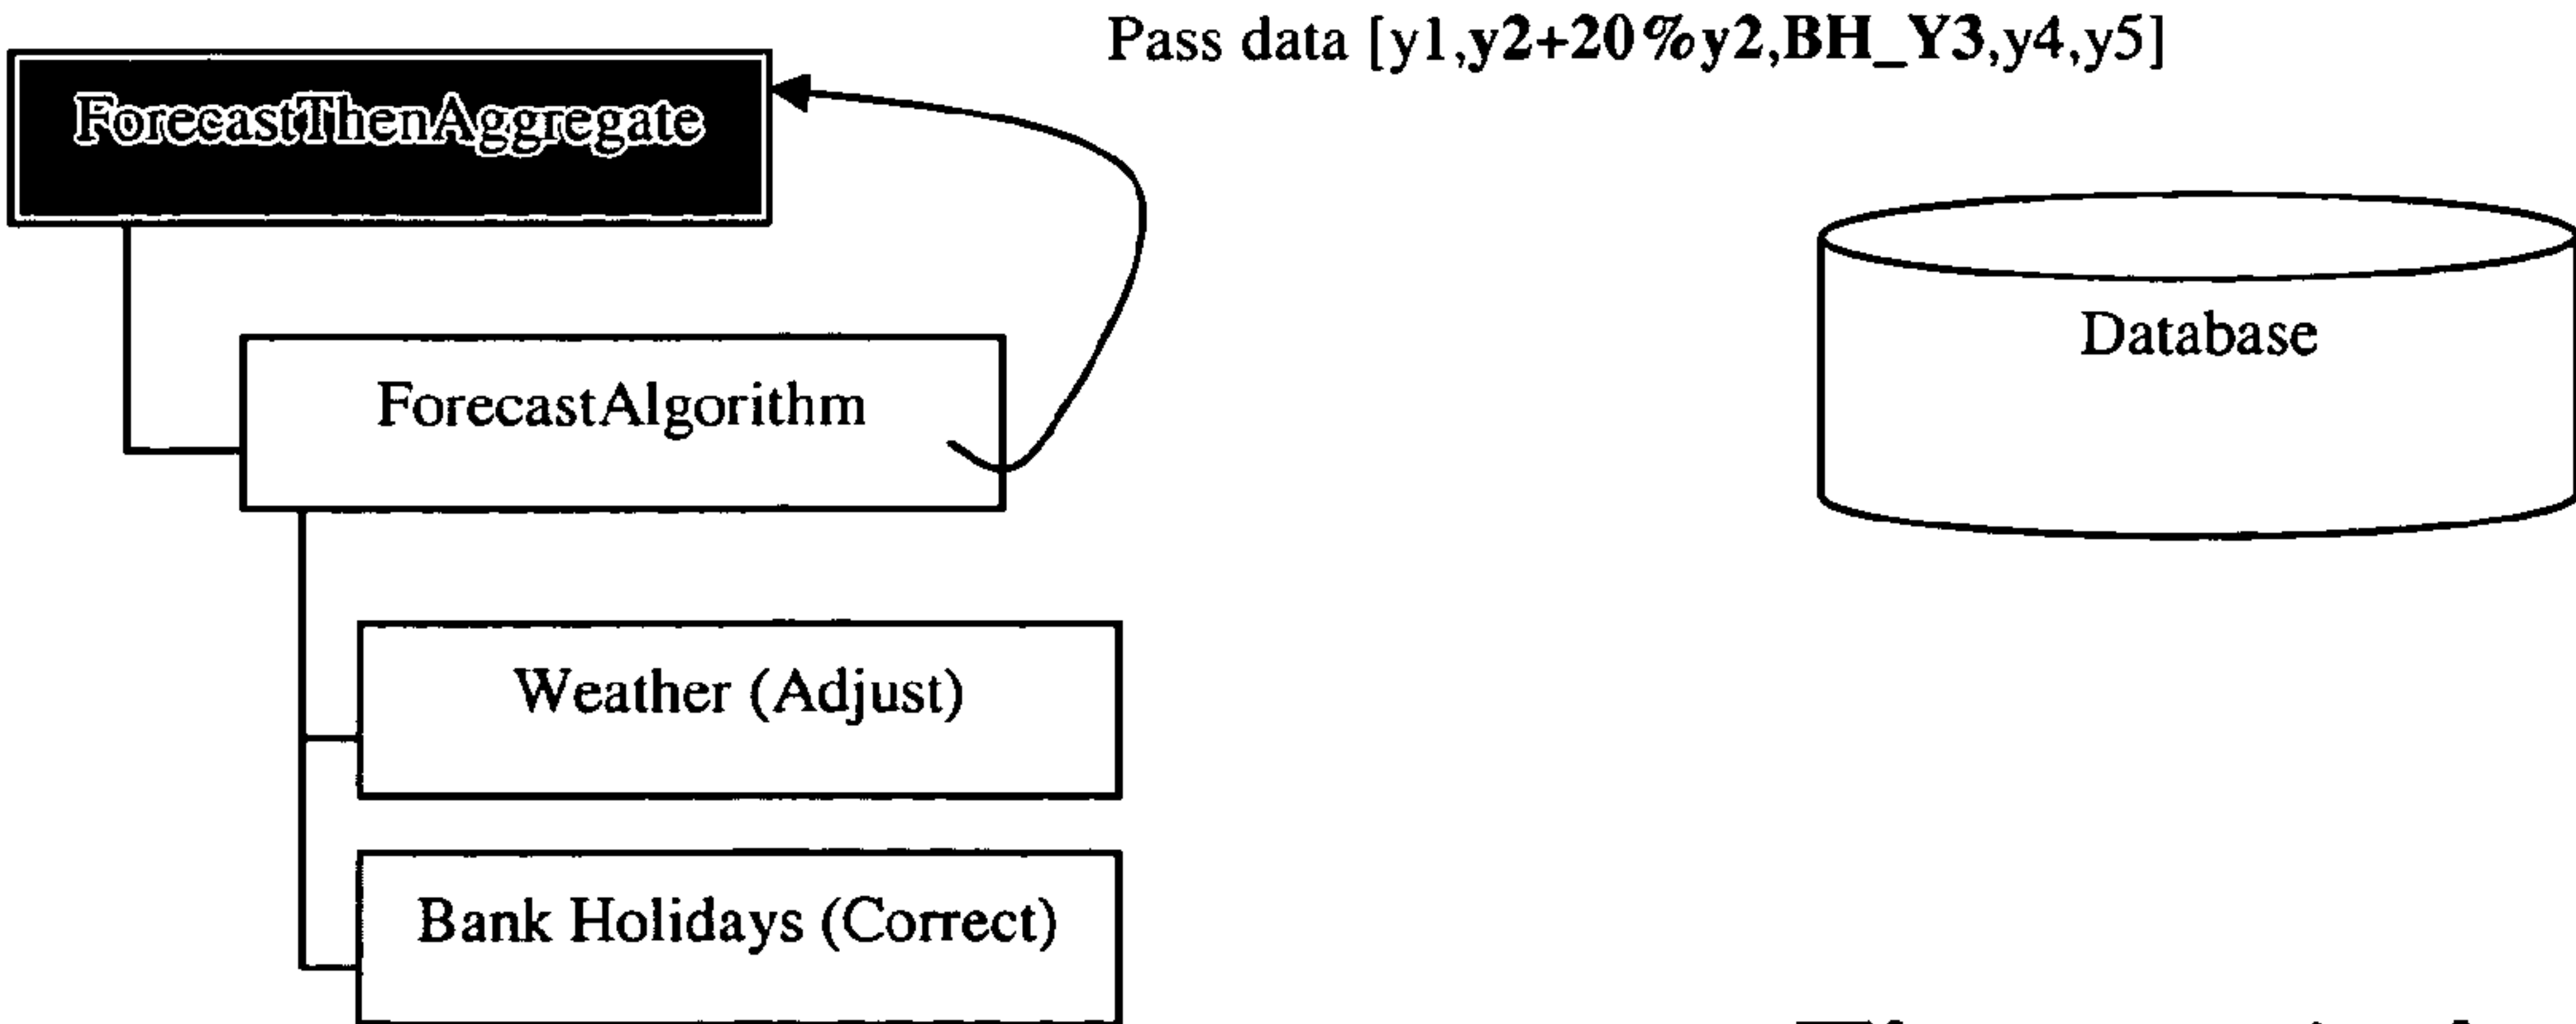 Pass data [y1,y2+20%y2,BH_Y3,y4,y5]
ForecastThenAggregate
Database
ForecastAlgorithm
Weather (Adjust)
Bank Holidays (Correct)